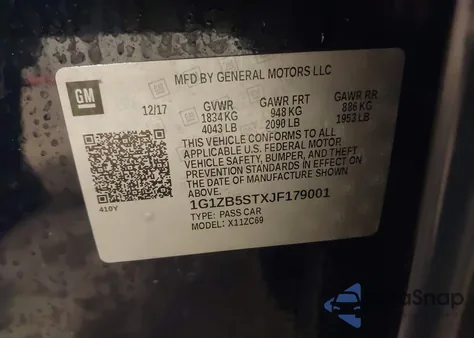 GM
MFD BY GENERAL MOTORS LLC
12/17 GVWR GAWR FRT GAWR RR
1834 KG 948 KG 886 KG
4043 LB 2090 LB 1953 LB
THIS VEHICLE CONFORMS TO ALL
APPLICABLE U.S. FEDERAL MOTOR
VEHICLE SAFETY, BUMPER, AND THEFT
PREVENTION STANDARDS IN EFFECT ON
THE DATE OF MANUFACTURE SHOWN ABOVE.
1G1ZB5STXJF179001
410Y
TYPE: PASS CAR
MODEL: X11ZC69